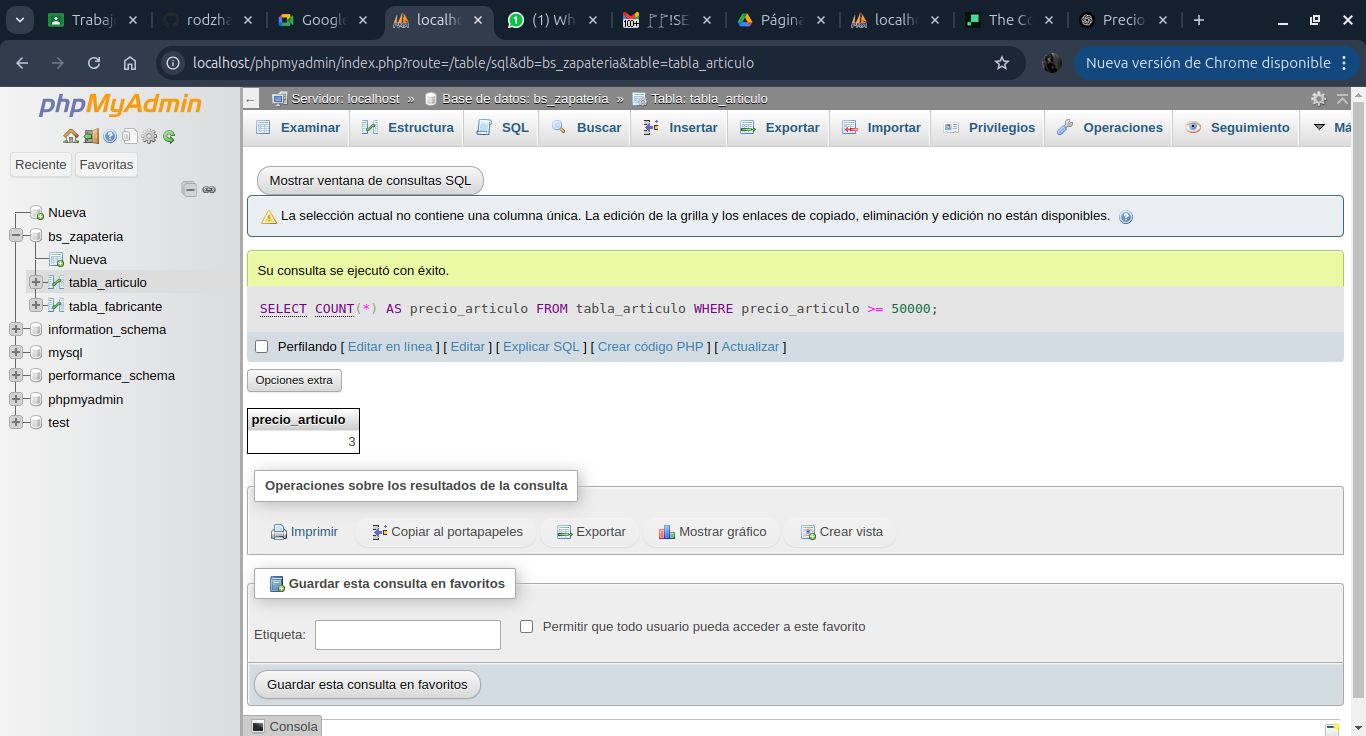 Trabaj
rodzha
Google
localho
(1) Wh
!SE
Página
localh
The Co
Precio
localhost/phpmyadmin/index.php?route=/table/sql&db=bs_zapateria&table=tabla_articulo
Nueva versión de Chrome disponible
phpMyAdmin
Reciente Favoritas
Nueva
bs_zapateria
Nueva
tabla_articulo
tabla_fabricante
information_schema
mysql
performance_schema
phpmyadmin
test
Servidor: localhost » Base de datos: bs_zapateria » Tabla: tabla_articulo
Examinar Estructura SQL Buscar Insertar Exportar Importar Privilegios Operaciones Seguimiento Má
Mostrar ventana de consultas SQL
La selección actual no contiene una columna única. La edición de la grilla y los enlaces de copiado, eliminación y edición no están disponibles.
Su consulta se ejecutó con éxito.
SELECT COUNT(*) AS precio_articulo FROM tabla_articulo WHERE precio_articulo >= 50000;
Perfilando [ Editar en línea ] [ Editar ] [ Explicar SQL ] [ Crear código PHP ] [ Actualizar ]
Opciones extra
precio_articulo
3
Operaciones sobre los resultados de la consulta
Imprimir Copiar al portapapeles Exportar Mostrar gráfico Crear vista
Guardar esta consulta en favoritos
Etiqueta: Permitir que todo usuario pueda acceder a este favorito
Guardar esta consulta en favoritos
Consola